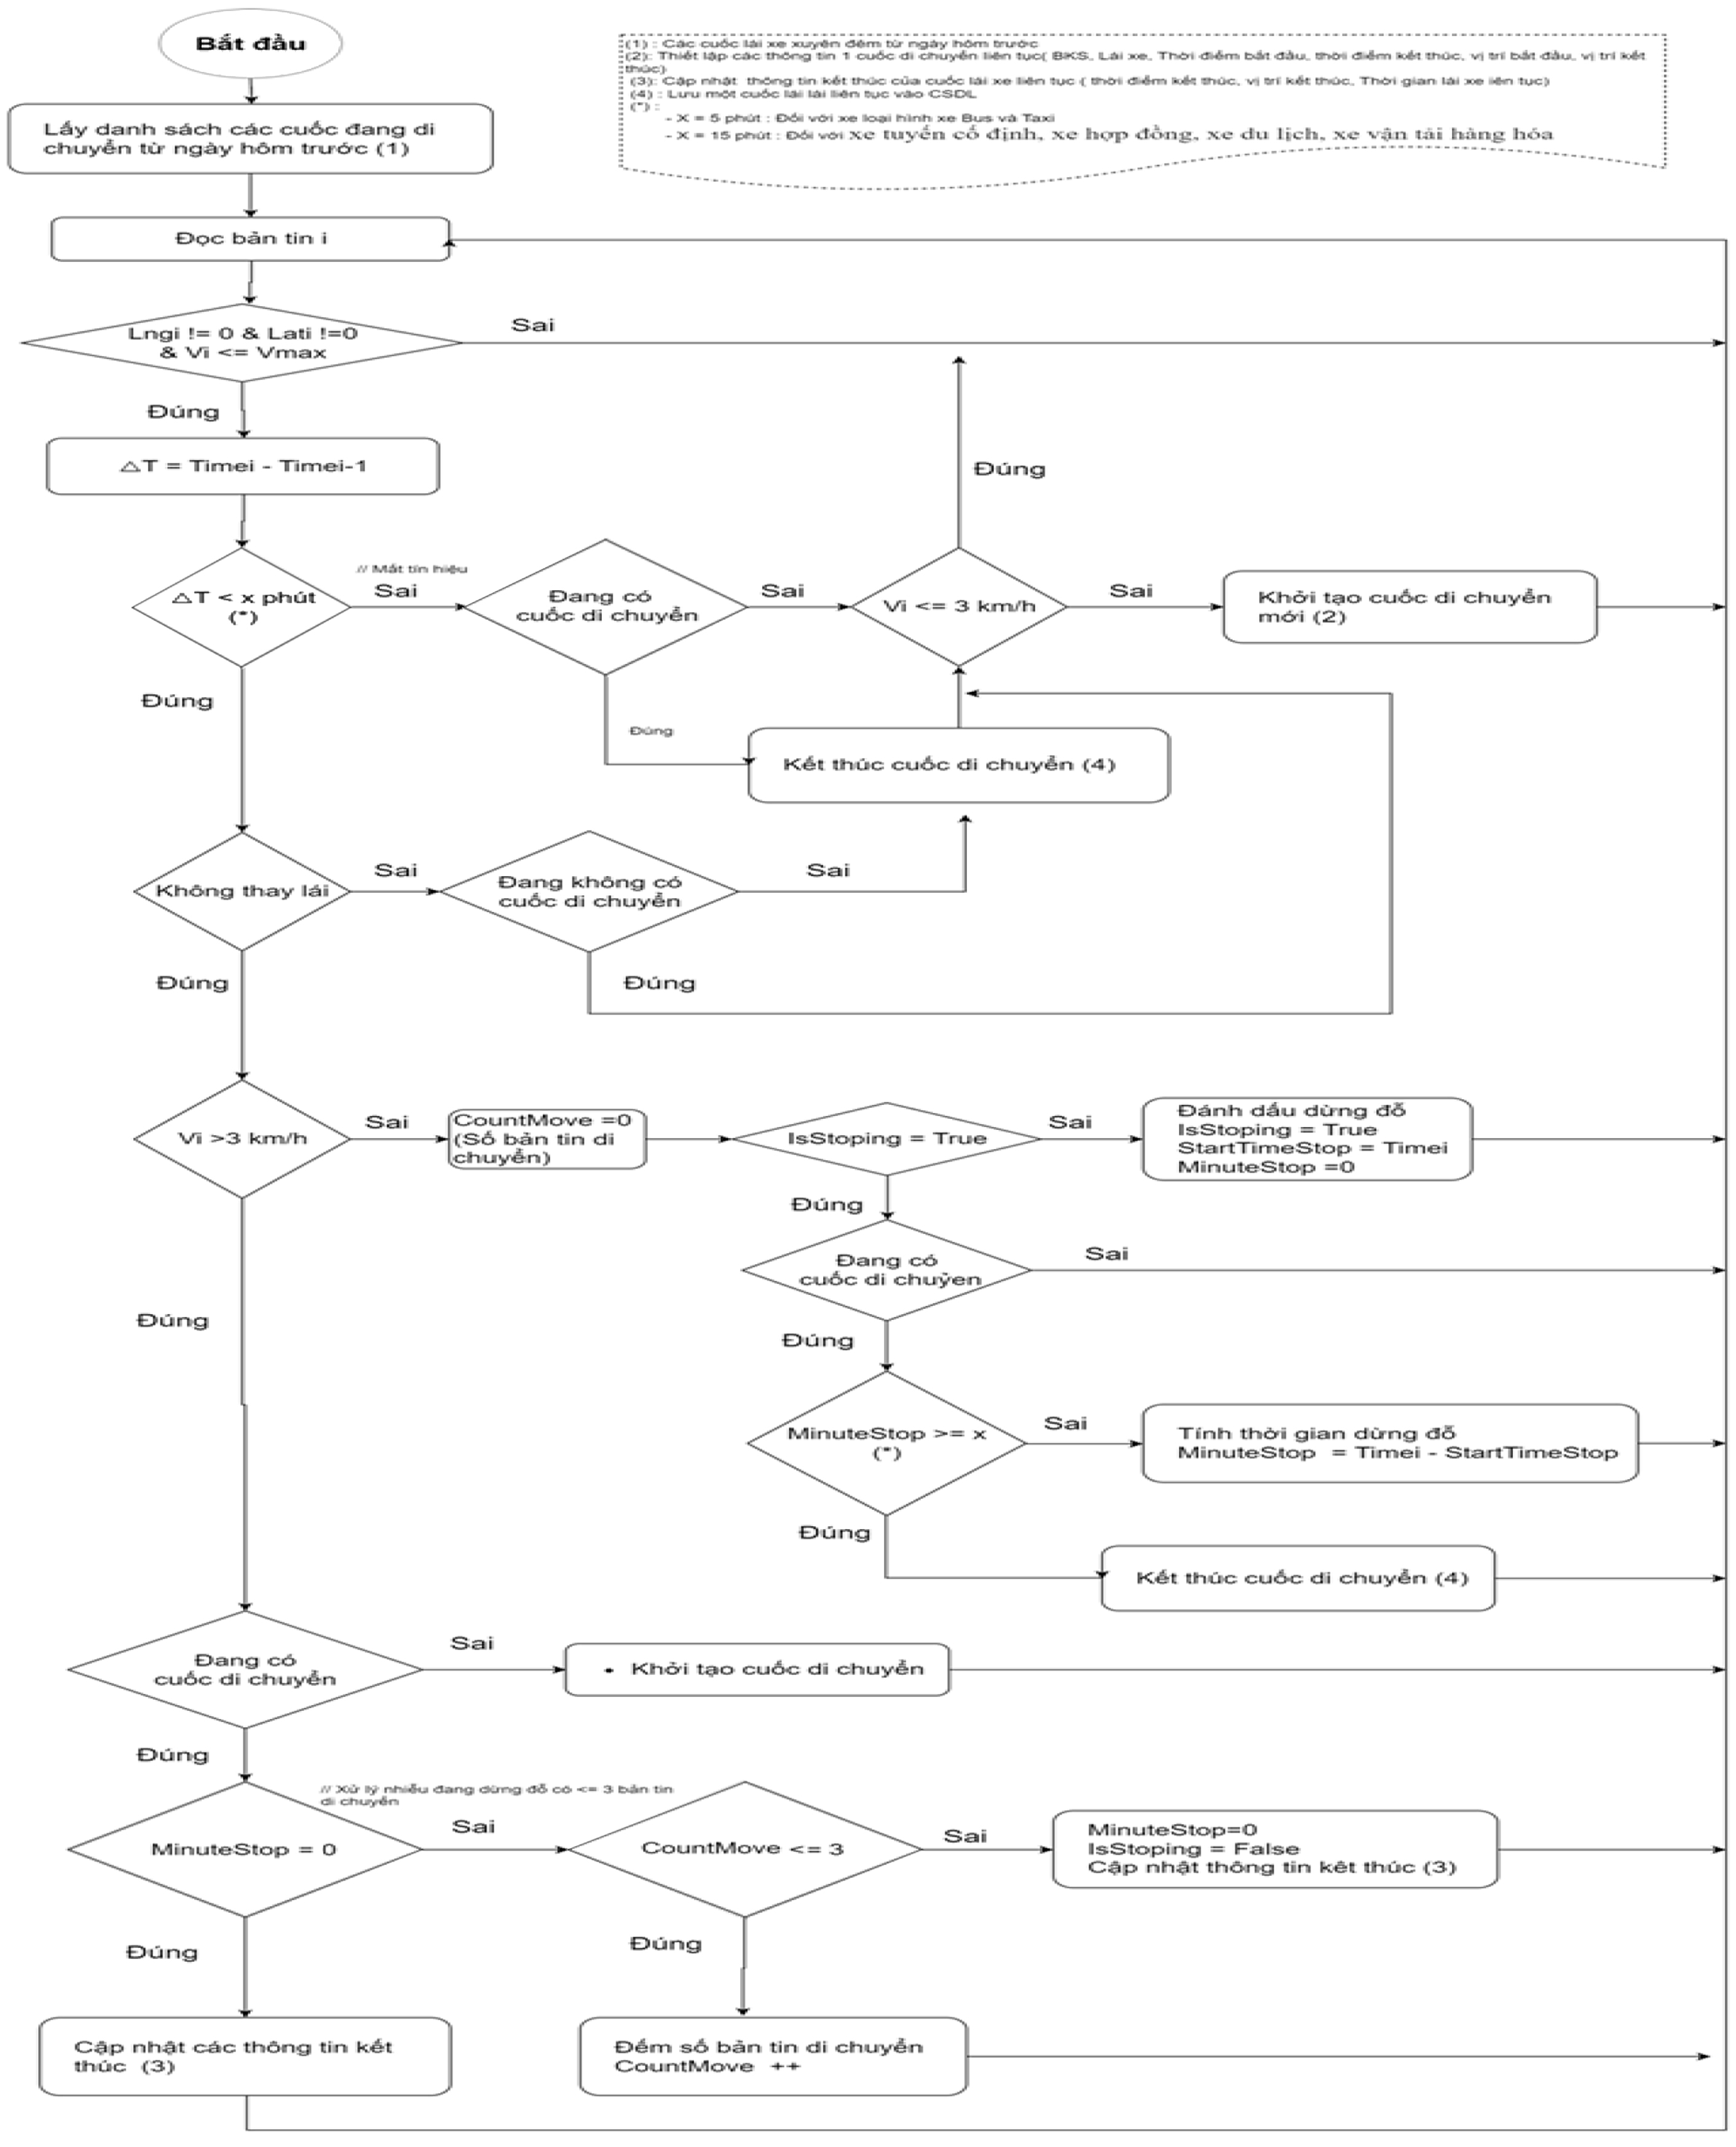 Bắt đầu
(1) : Các cuốc lái xe xuyên đêm từ ngày hôm trước
(2): Thiết lập các thông tin 1 cuốc di chuyển liên tục( BKS, Lái xe, Thời điểm bắt đầu, thời điểm kết thúc, vị trí bắt đầu, vị trí kết
thúc)
(3): Cập nhật thông tin kết thúc của cuốc lái xe liên tục ( thời điểm kết thúc, vị trí kết thúc, Thời gian lái xe iên tục)
(4) : Lưu một cuốc lái lái liên tục vào CSDL
(*) :
- X = 5 phút : Đối với xe loại hình xe Bus và Taxi
- X = 15 phút : Đối với xe tuyến cố định, xe hợp đồng, xe du lịch, xe vận tải hàng hóa
Lấy danh sách các cuốc đang di
chuyển từ ngày hôm trước (1)
Đọc bản tin i
Lngi != 0 & Lati !=0
& Vi <= Vmax
Sai
Đúng
△T = Timei - Timei-1
Đúng
△T < x phút
(*)
// Mất tín hiệu
Sai
Đang có
cuốc di chuyển
Sai
Vi <= 3 km/h
Sai
Khởi tạo cuốc di chuyển
mới (2)
Đúng
Đúng
Kết thúc cuốc di chuyển (4)
Không thay lái
Sai
Đang không có
cuốc di chuyển
Sai
Đúng
Đúng
Vi >3 km/h
Sai
CountMove =0
(Số bản tin di
chuyển)
IsStoping = True
Sai
Đánh dấu dừng đỗ
IsStoping = True
StartTimeStop = Timei
MinuteStop =0
Đúng
Đang có
cuốc di chuỷen
Sai
Đúng
Đúng
MinuteStop >= x
(*)
Sai
Tính thời gian dừng đỗ
MinuteStop = Timei - StartTimeStop
Đúng
Kết thúc cuốc di chuyển (4)
Đang có
cuốc di chuyển
Sai
• Khởi tạo cuốc di chuyển
Đúng
// Xử lý nhiễu đang dừng đỗ có <= 3 bản tin
di chuyển
MinuteStop = 0
Sai
CountMove <= 3
Sai
MinuteStop=0
IsStoping = False
Cập nhật thông tin kêt thúc (3)
Đúng
Đúng
Cập nhật các thông tin kết
thúc (3)
Đếm số bản tin di chuyển
CountMove ++